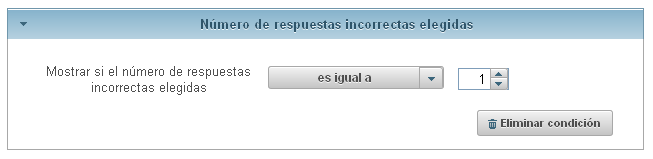 Número de respuestas incorrectas elegidas
Mostrar si el número de respuestas
incorrectas elegidas
es igual a
1
Eliminar condición